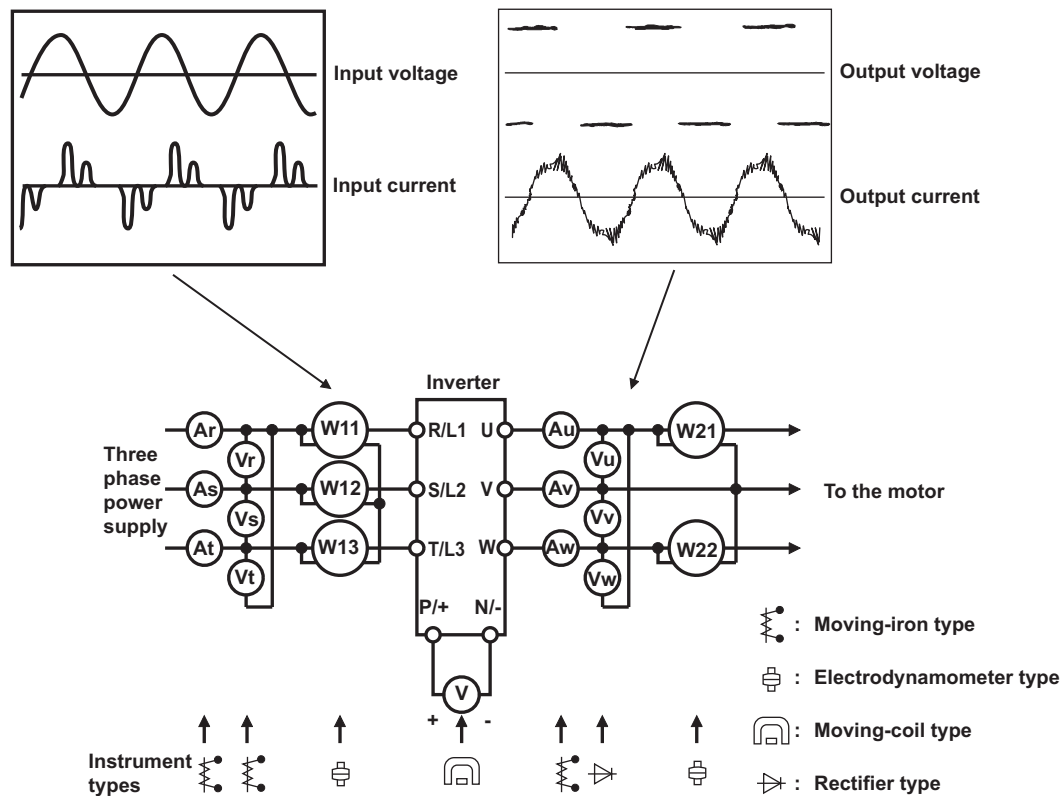 Input voltage
Input current
Output voltage
Output current
Inverter
Ar
W11
R/L1
U
Au
W21
Three
phase
power
supply
Vr
Vu
As
W12
S/L2
V
Av
To the motor
Vs
Vv
At
W13
T/L3
W
Aw
W22
Vt
Vw
P/+
N/-
V
+
-
: Moving-iron type
: Electrodynamometer type
: Moving-coil type
: Rectifier type
Instrument
types